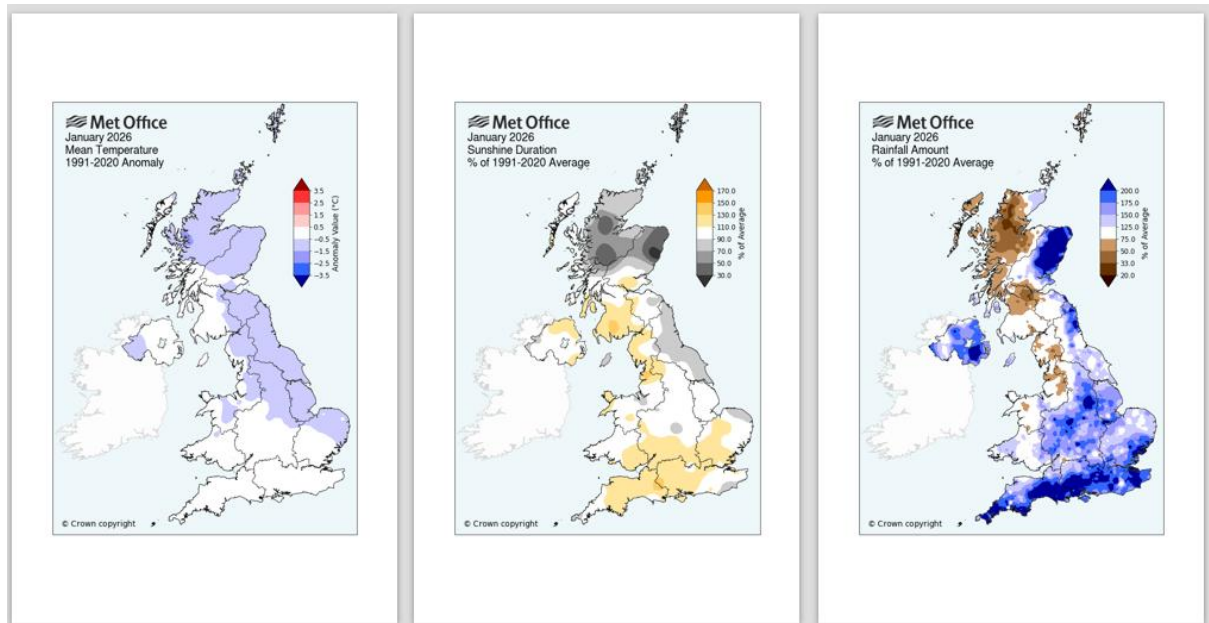 Met Office
January 2026
Mean Temperature
1991-2020 Anomaly
3.5
2.5
1.5
0.5
−0.5
−1.5
−2.5
−3.5
Anomaly Value (°C)
© Crown copyright
Met Office
January 2026
Sunshine Duration
% of 1991-2020 Average
170.0
150.0
130.0
110.0
90.0
70.0
50.0
30.0
% of Average
© Crown copyright
Met Office
January 2026
Rainfall Amount
% of 1991-2020 Average
200.0
175.0
150.0
125.0
75.0
50.0
33.0
20.0
% of Average
© Crown copyright